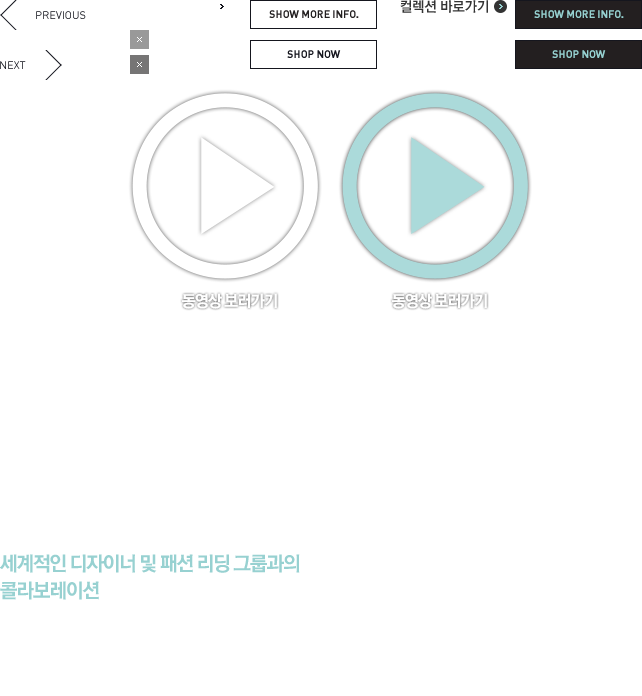 PREVIOUS
NEXT
SHOW MORE INFO.
SHOP NOW
컬렉션 바로가기
SHOW MORE INFO.
SHOP NOW
동영상 보러가기
동영상 보러가기
세계적인 디자이너 및 패션 리딩 그룹과의
콜라보레이션